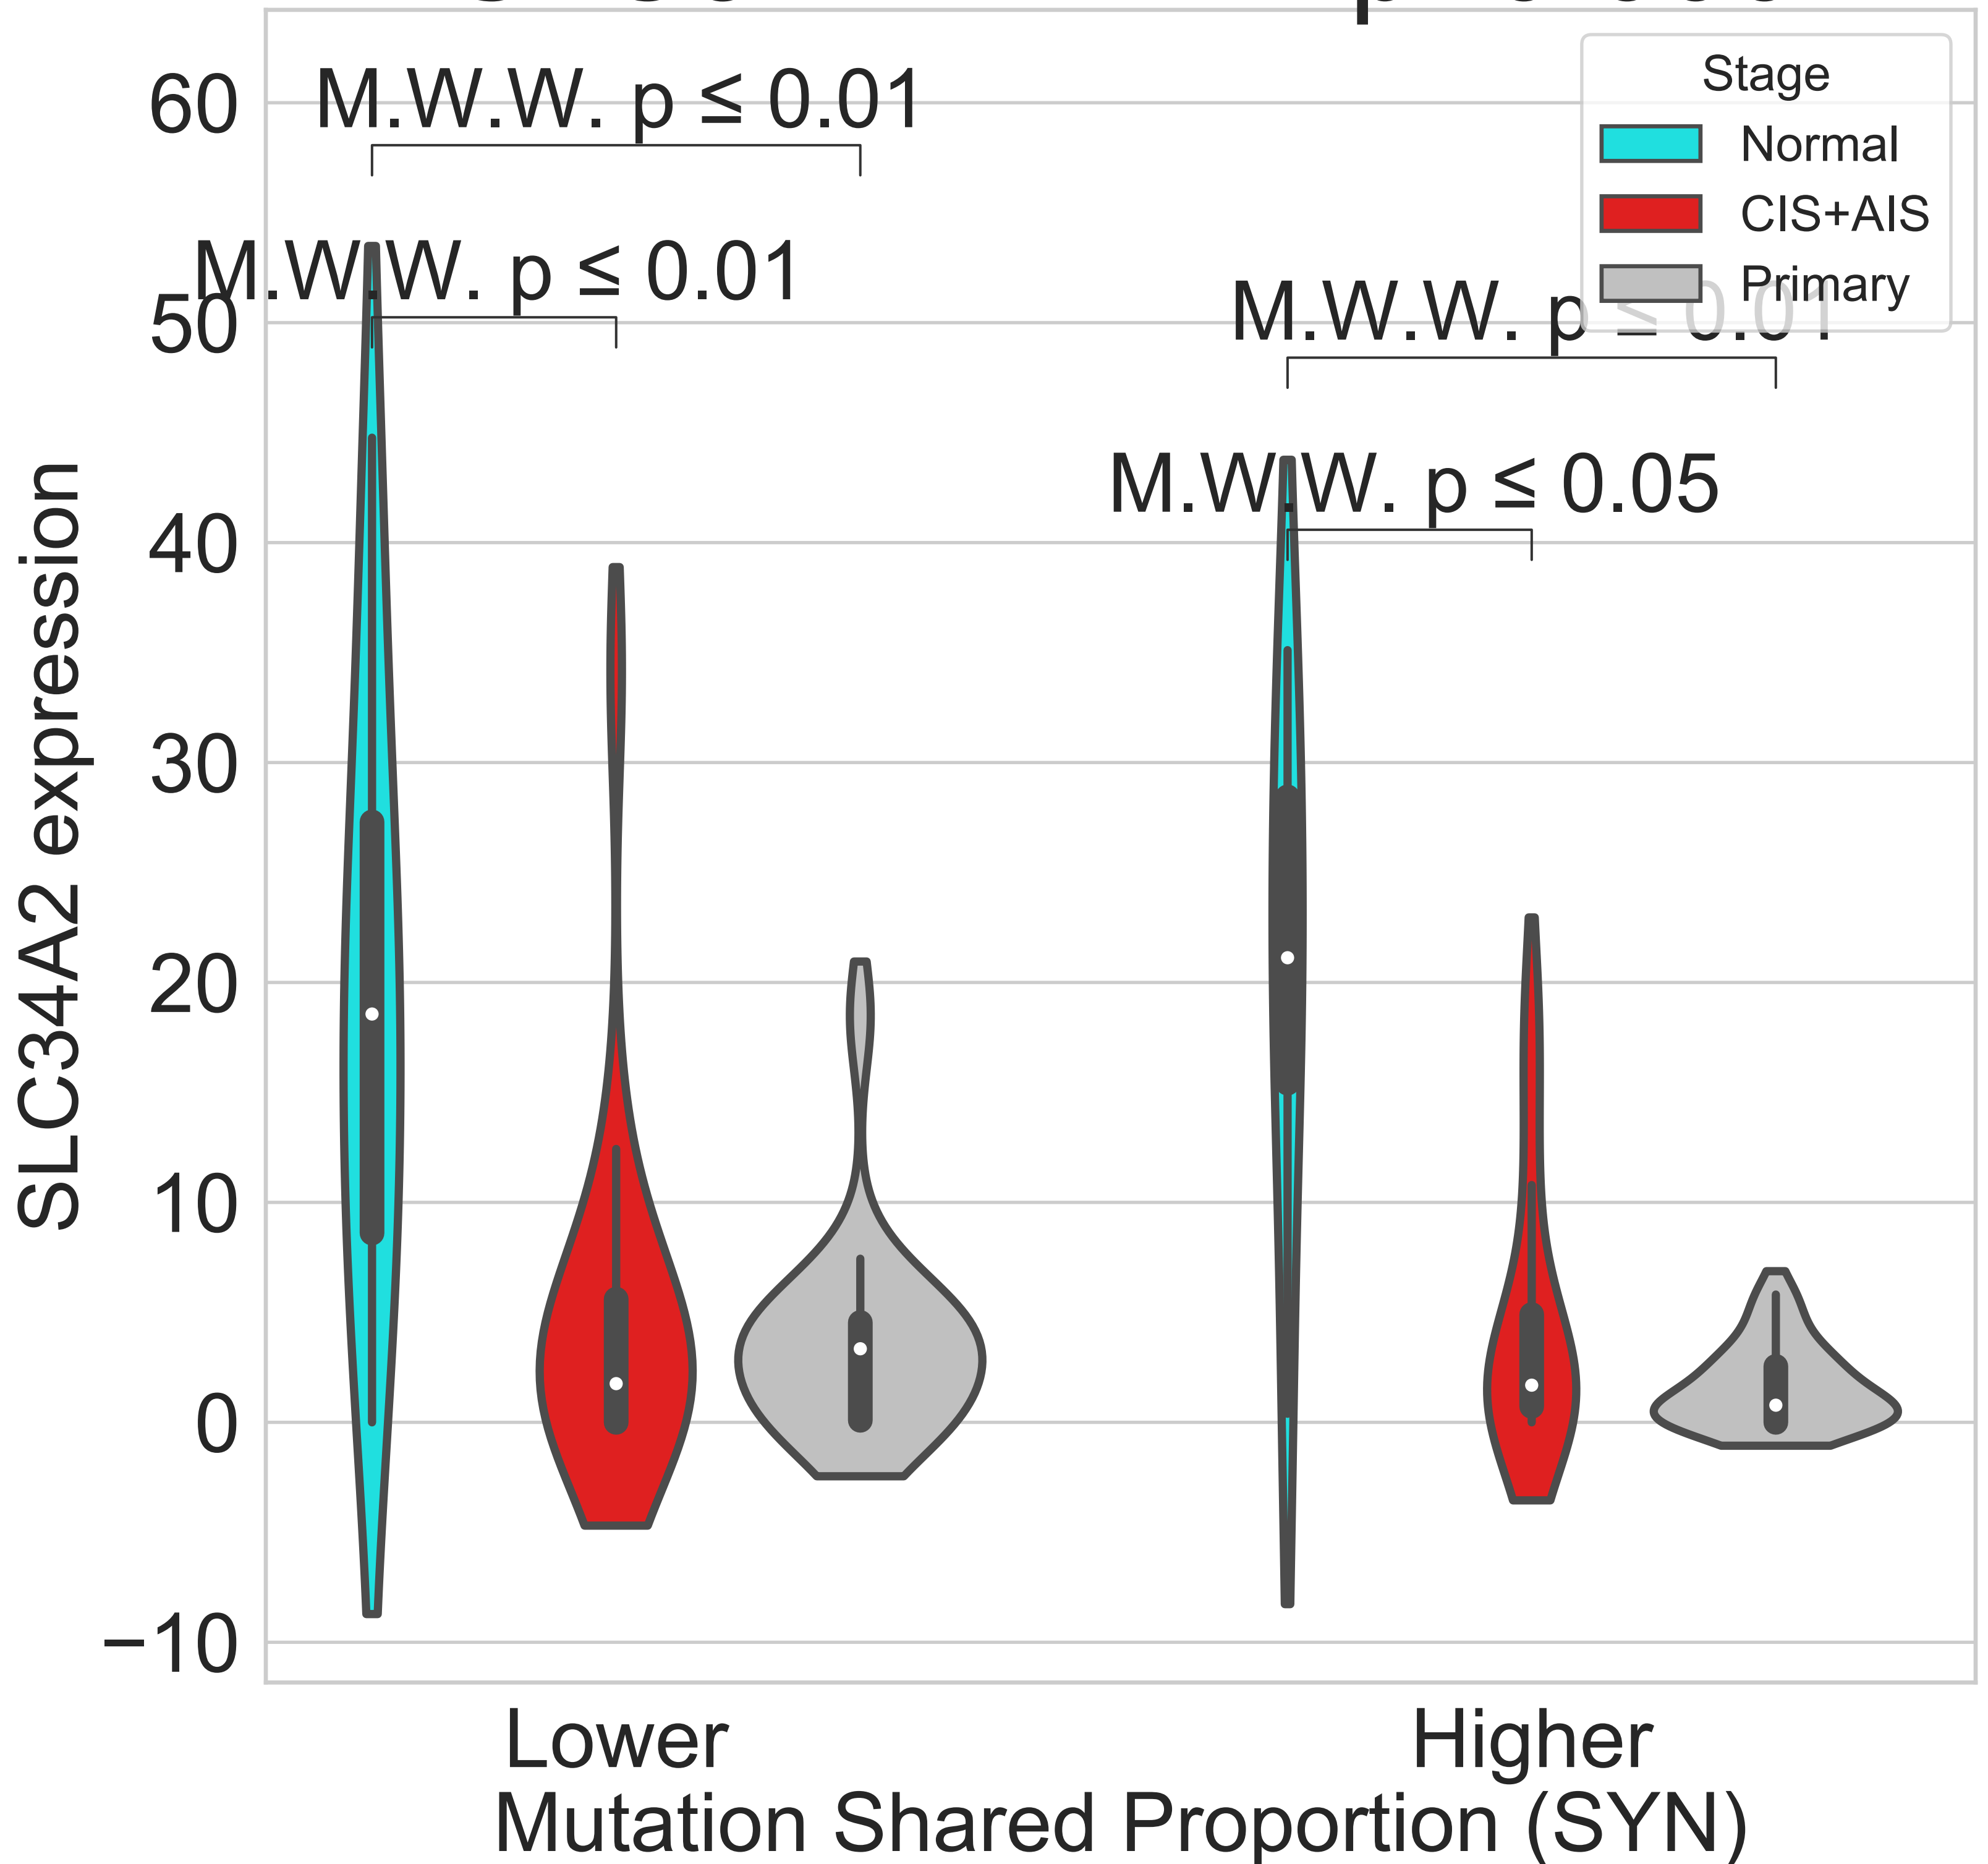 Stage
Normal
CIS+AIS
Primary
M.W.W. p ≤ 0.01
M.W.W. p ≤ 0.01
M.W.W. p ≤ 0.01
M.W.W. p ≤ 0.05
SLC34A2 expression
60
50
40
30
20
10
0
−10
Lower
Higher
Mutation Shared Proportion (SYN)